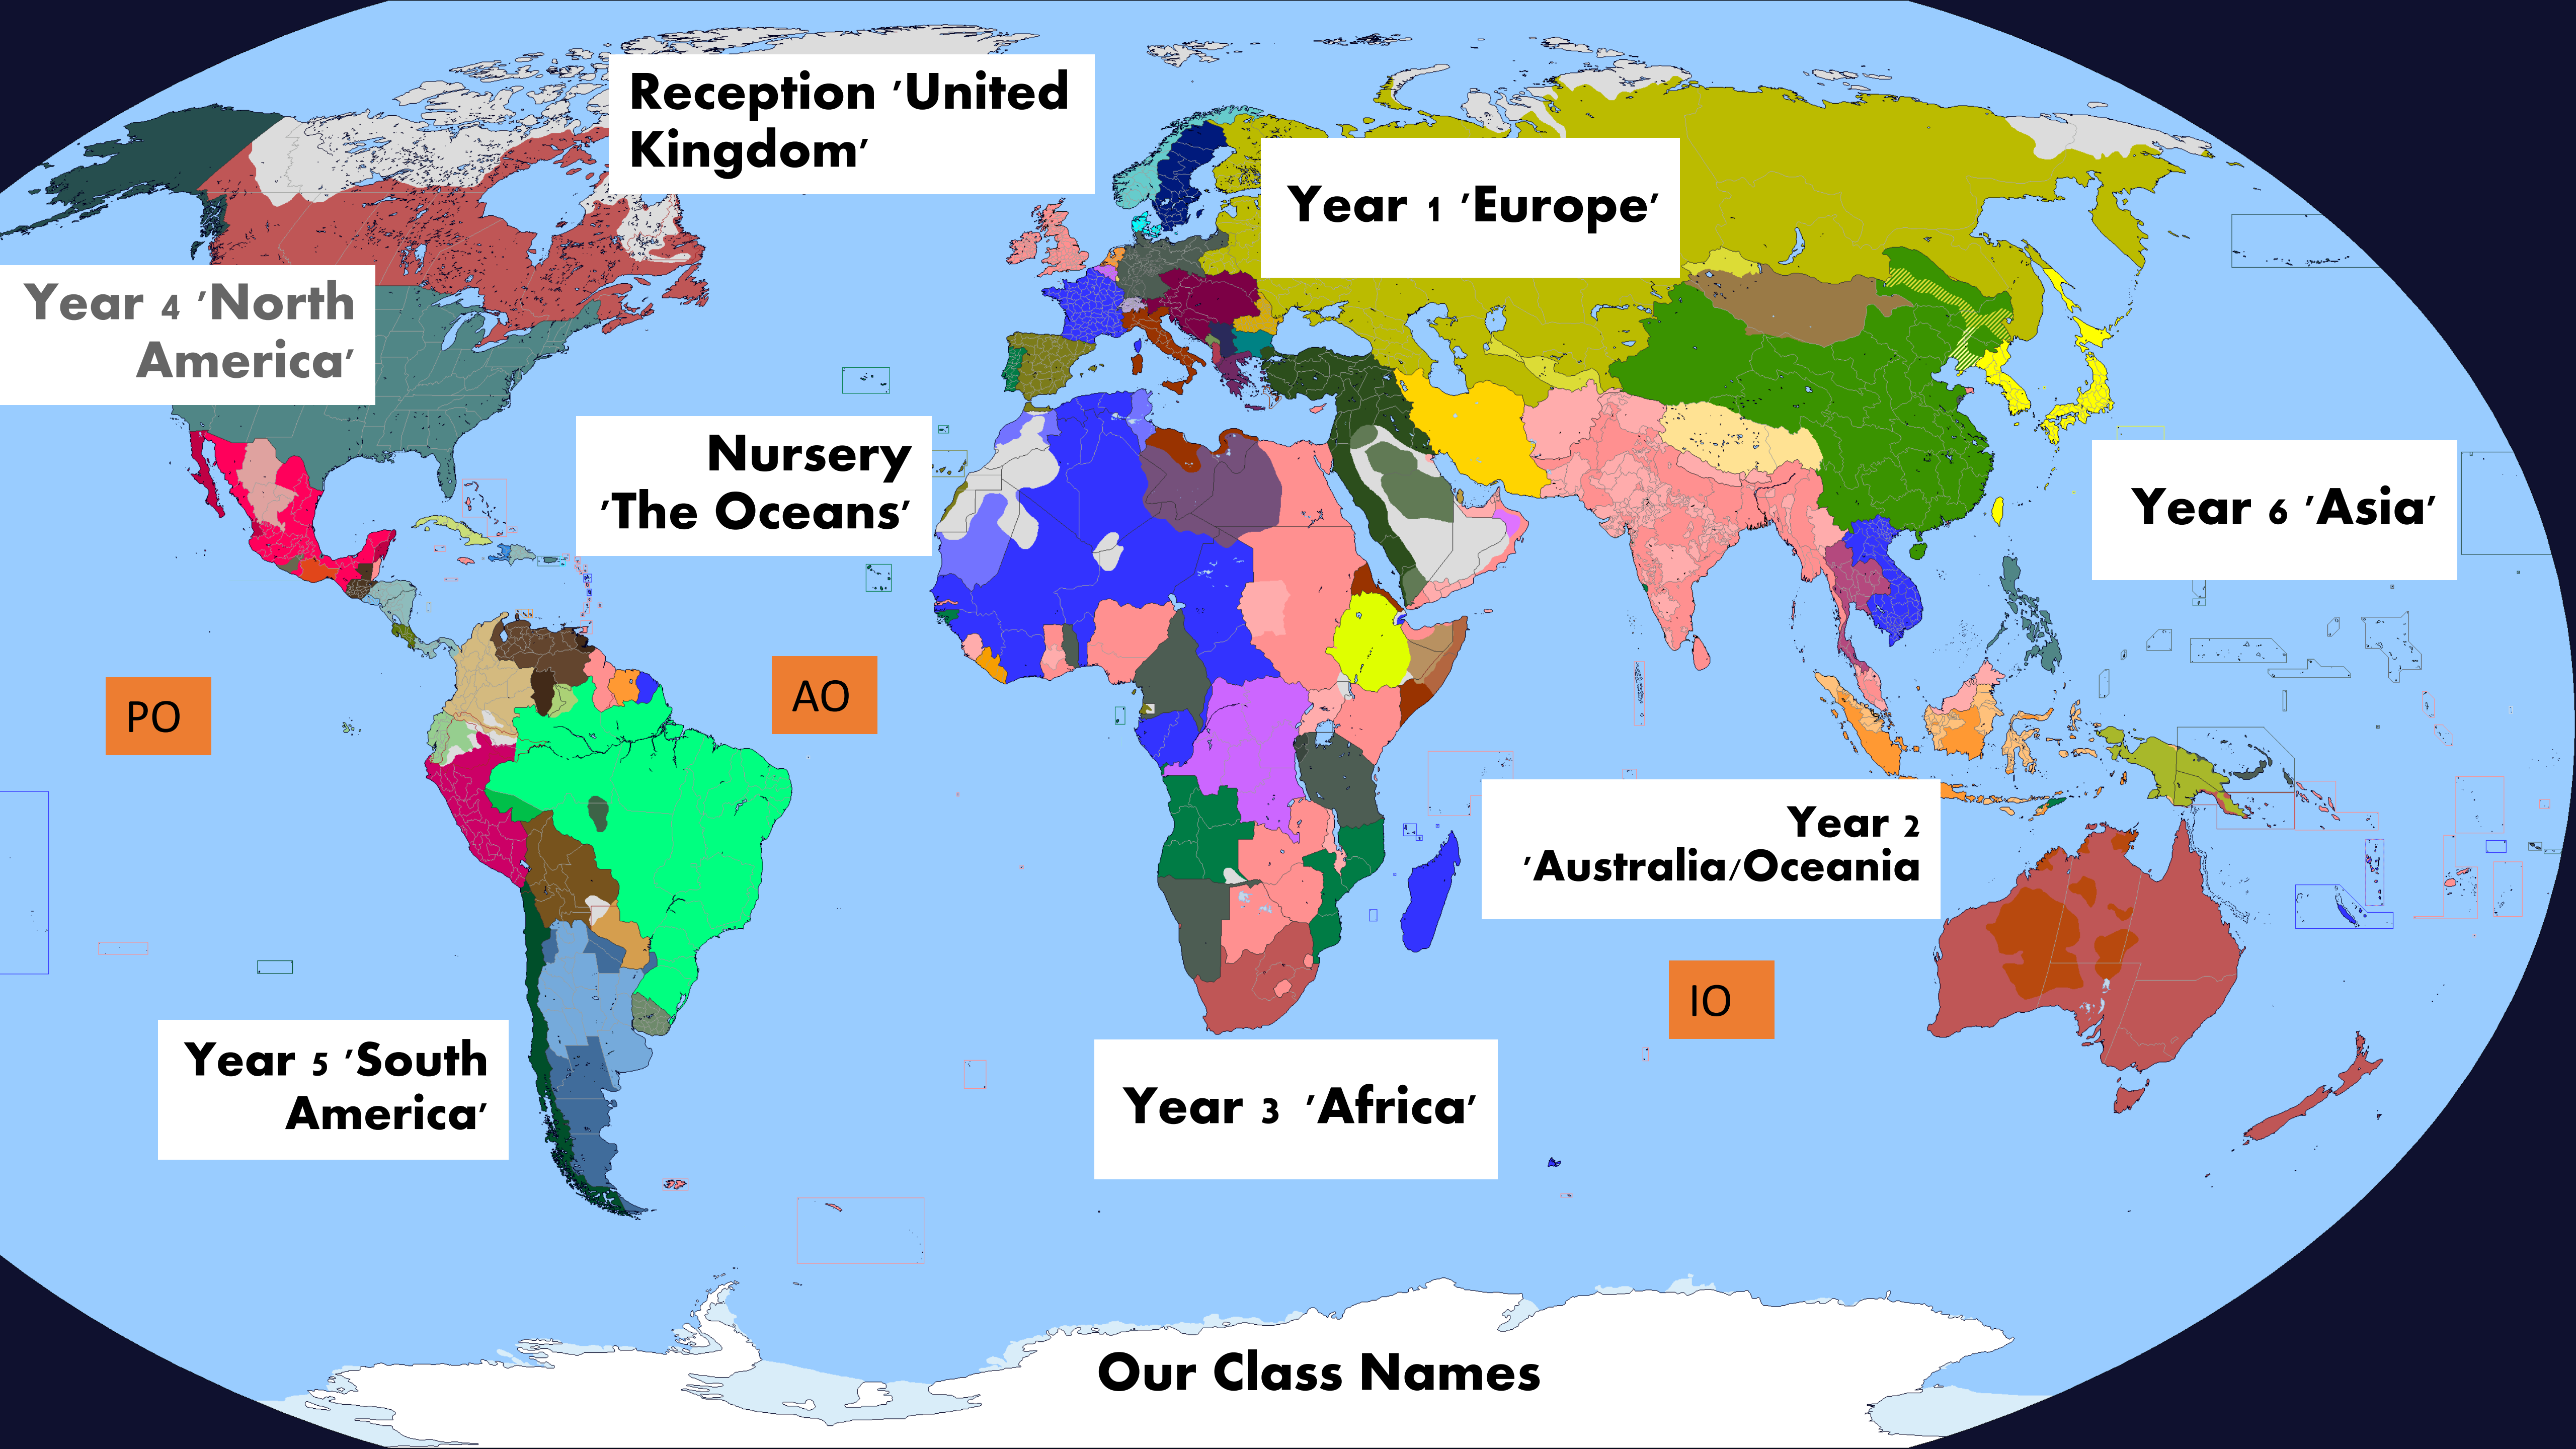 Reception 'United
Kingdom'
Year 1 'Europe'
Year 4 'North
America'
Nursery
'The Oceans'
Year 6 'Asia'
PO
AO
Year 2
'Australia/Oceania
IO
Year 5 'South
America'
Year 3  'Africa'
Our Class Names